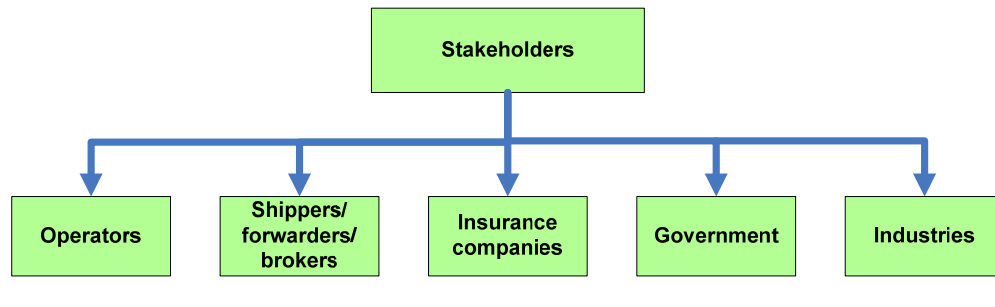 Stakeholders
Operators
Shippers/
forwarders/
brokers
Insurance
companies
Government
Industries